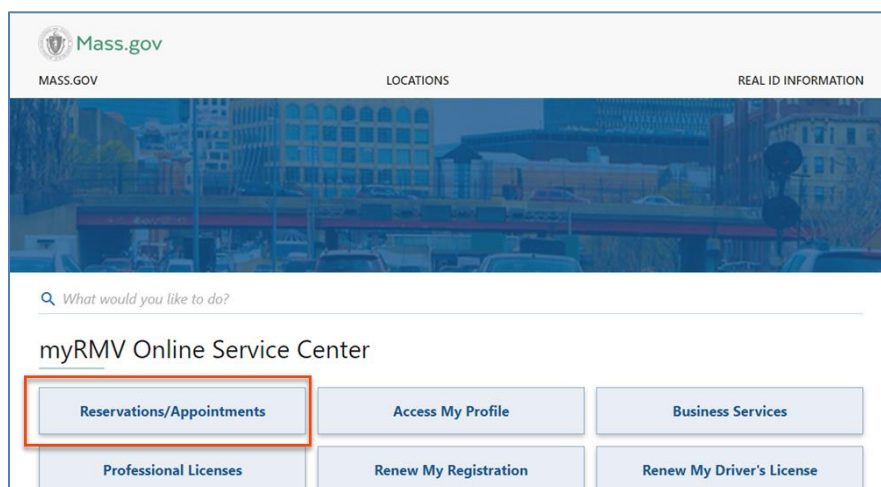 Mass.gov
MASS.GOV LOCATIONS REAL ID INFORMATION
What would you like to do?
myRMV Online Service Center
Reservations/Appointments Access My Profile Business Services
Professional Licenses Renew My Registration Renew My Driver's License